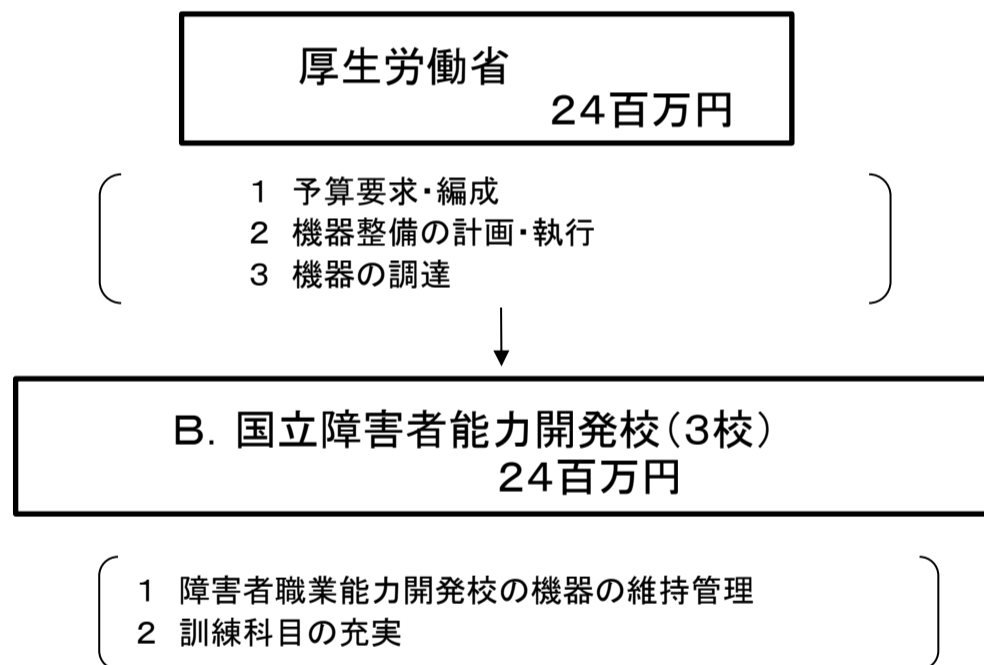 厚生労働省
24百万円
1 予算要求・編成
2 機器整備の計画・執行
3 機器の調達
B. 国立障害者能力開発校(3校)
24百万円
1 障害者職業能力開発校の機器の維持管理
2 訓練科目の充実